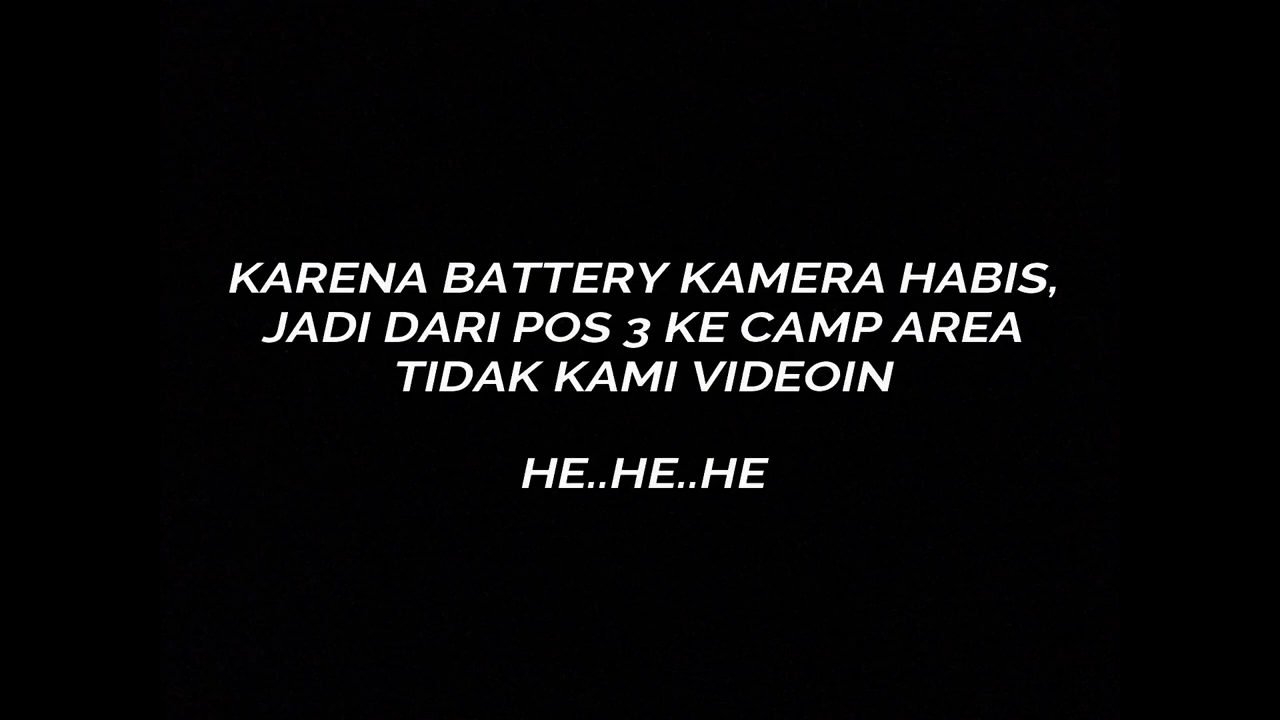 KARENA BATTERY KAMERA HABIS,
JADI DARI POS 3 KE CAMP AREA
TIDAK KAMI VIDEOIN
HE..HE..HE